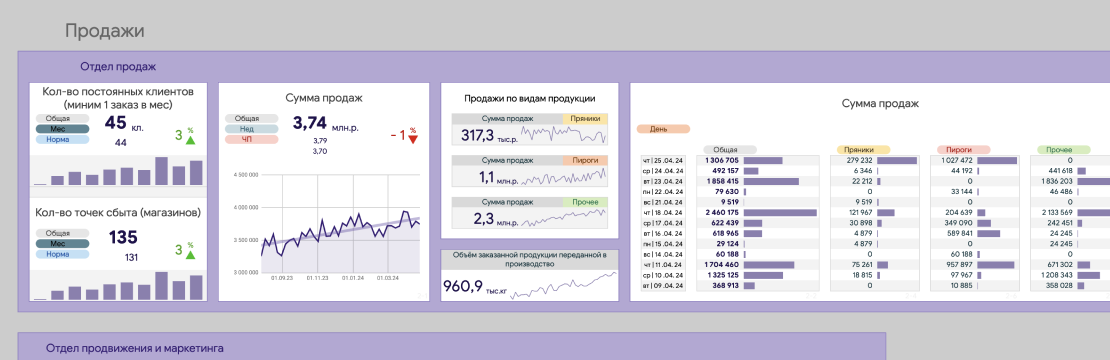 Продажи
Отдел продаж
Кол-во постоянных клиентов
(миним 1 заказ в мес)
Общая
Мес
Норма
45 кл.
44
3 %
Кол-во точек сбыта (магазинов)
Общая
Мес
Норма
135
131
3 %
Сумма продаж
Общая
Нед
ЧП
3,74 млн.р.
3,79
3,70
- 1 %
4 500 000
4 000 000
3 500 000
3 000 000
01.09.23 01.11.23 01.01.24 01.03.24
Продажи по видам продукции
Сумма продаж Пряники
317,3 тыс.р.
Сумма продаж Пироги
1,1 млн.р.
Сумма продаж Прочее
2,3 млн.р.
Объём заказанной продукции переданной в
производство
960,9 тыс.кг
Сумма продаж
День
Общая Пряники Пироги Прочее
чт | 25 .04. 24 1 306 705 279 232 1 027 472 0
ср | 24 .04. 24 492 157 6 346 44 192 441 618
вт | 23 .04. 24 1 858 415 22 212 0 1 836 203
пн | 22 .04. 24 79 630 0 33 144 46 486
вс | 21 .04. 24 9 519 9 519 0 0
чт | 18 .04. 24 2 460 175 121 967 204 639 2 133 569
ср | 17 .04. 24 622 439 30 898 349 090 242 451
вт | 16 .04. 24 618 965 4 879 589 841 24 245
пн | 15 .04. 24 29 124 4 879 0 24 245
вс | 14 .04. 24 60 188 0 60 188 0
чт | 11 .04. 24 1 704 460 75 261 957 897 671 302
ср | 10 .04. 24 1 325 125 18 815 97 967 1 208 343
вт | 09 .04. 24 368 913 0 10 885 358 028
Отдел продвижения и маркетинга